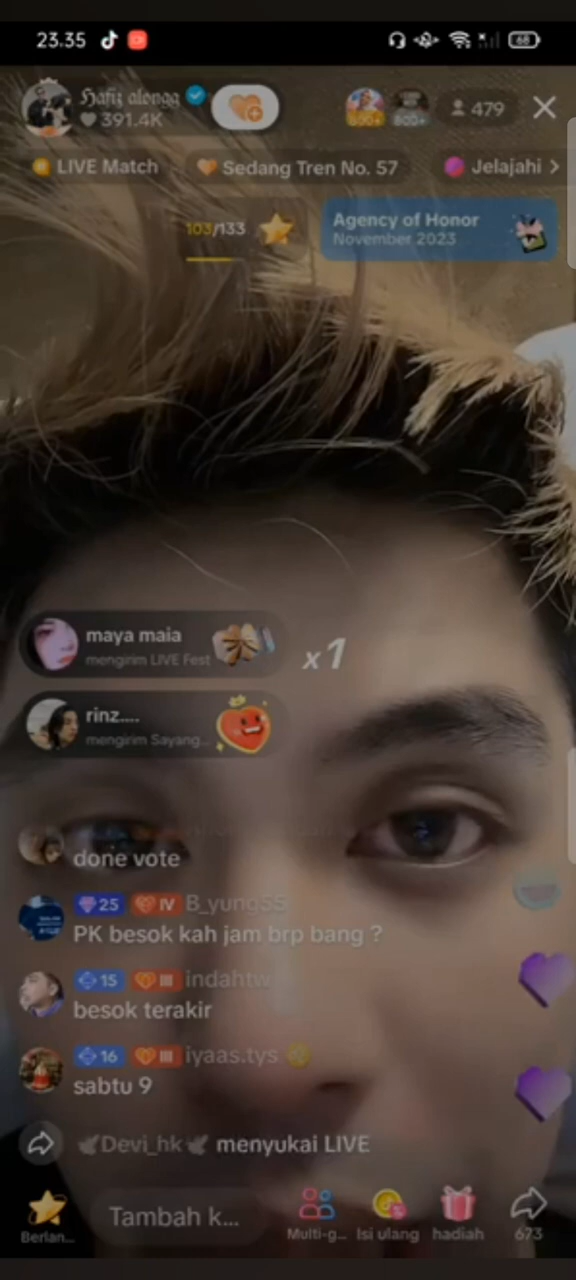 23.35
68
Hafiz alongg
391.4K
800+
800+
479
LIVE Match
Sedang Tren No. 57
Jelajahi >
103/133
Agency of Honor
November 2023
maya maia
mengirim LIVE Fest
x1
rinz....
mengirim Sayang...
done vote
25 IV B_yung55
PK besok kah jam brp bang ?
15 III indahtw
besok terakir
16 III iyaas.tys
sabtu 9
Devi_hk menyukai LIVE
Tambah k...
Berlan...
Multi-g...
Isi ulang
hadiah
673